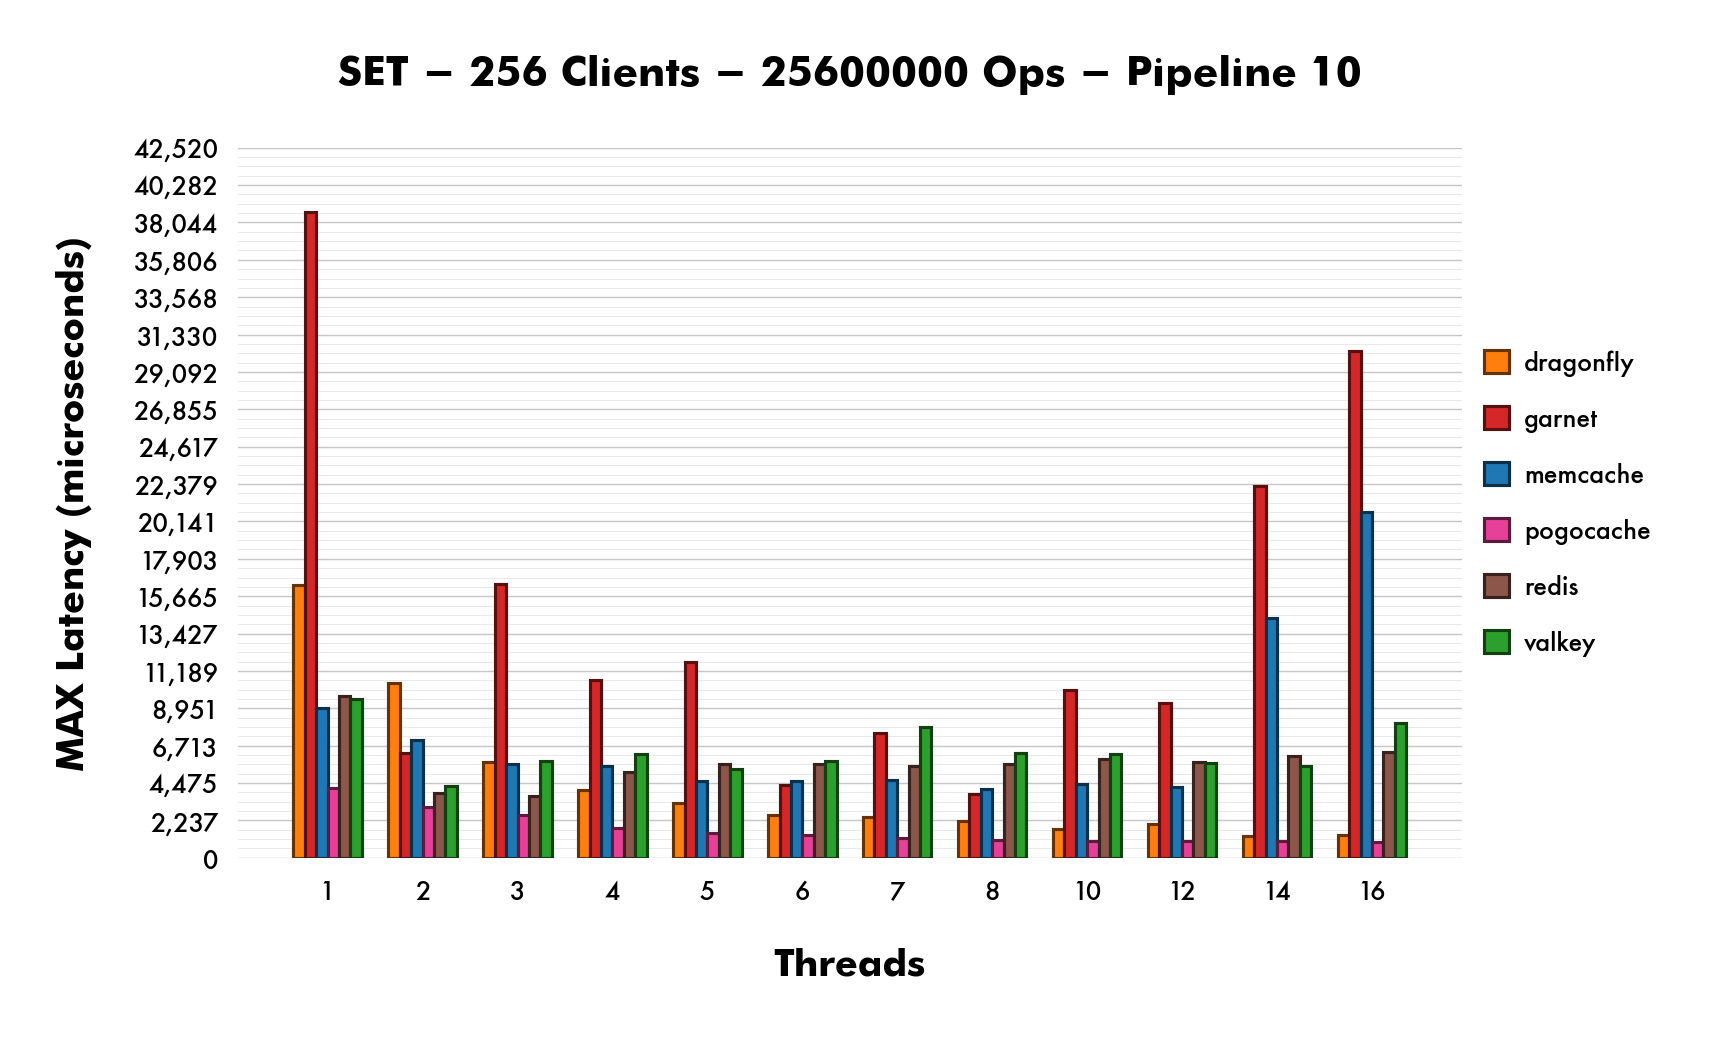 SET – 256 Clients – 25600000 Ops – Pipeline 10
MAX Latency (microseconds)
42,520
40,282
38,044
35,806
33,568
31,330
29,092
26,855
24,617
22,379
20,141
17,903
15,665
13,427
11,189
8,951
6,713
4,475
2,237
0
1 2 3 4 5 6 7 8 10 12 14 16
Threads
dragonfly
garnet
memcache
pogocache
redis
valkey